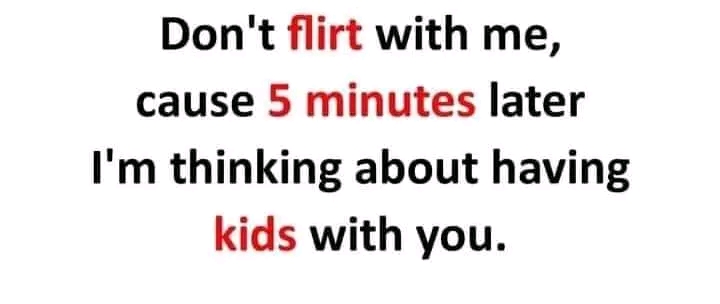 Don't flirt with me,
cause 5 minutes later
I'm thinking about having
kids with you.